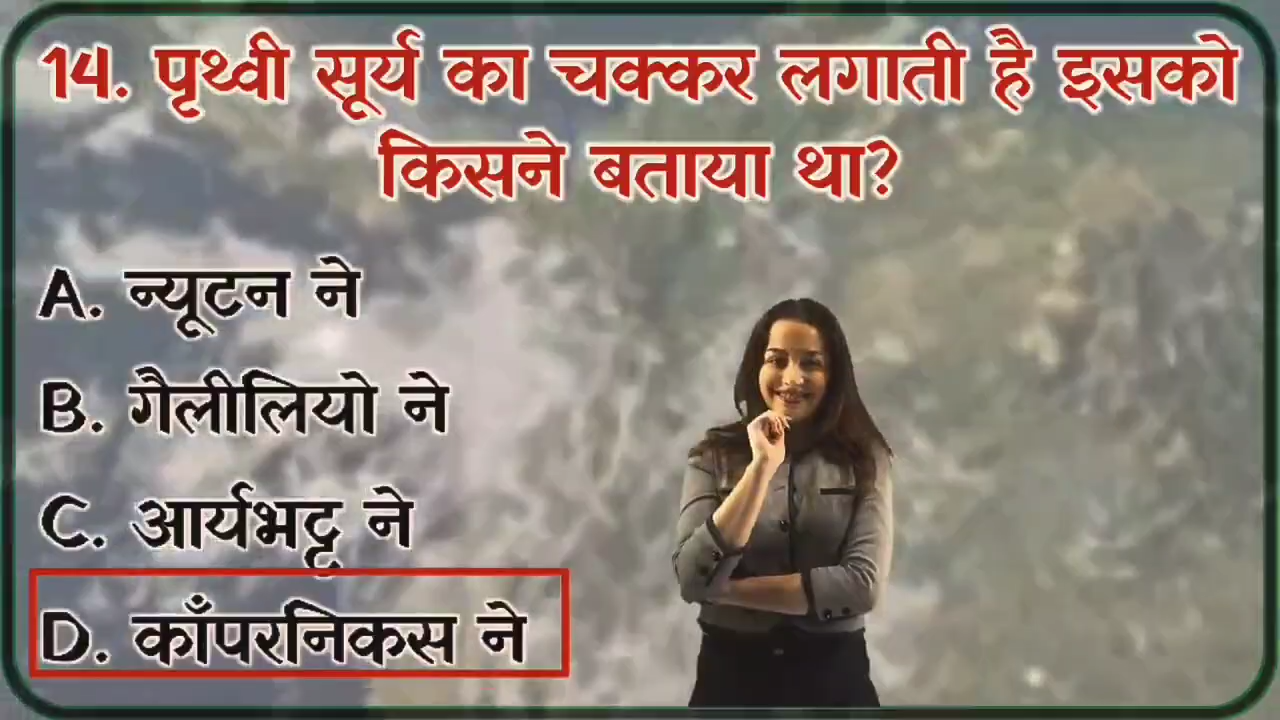 14. पृथ्वी सूर्य का चक्कर लगाती है इसको
किसने बताया था?
A. न्यूटन ने
B. गैलीलियो ने
C. आर्यभट्ट ने
D. काँपरनिकस ने